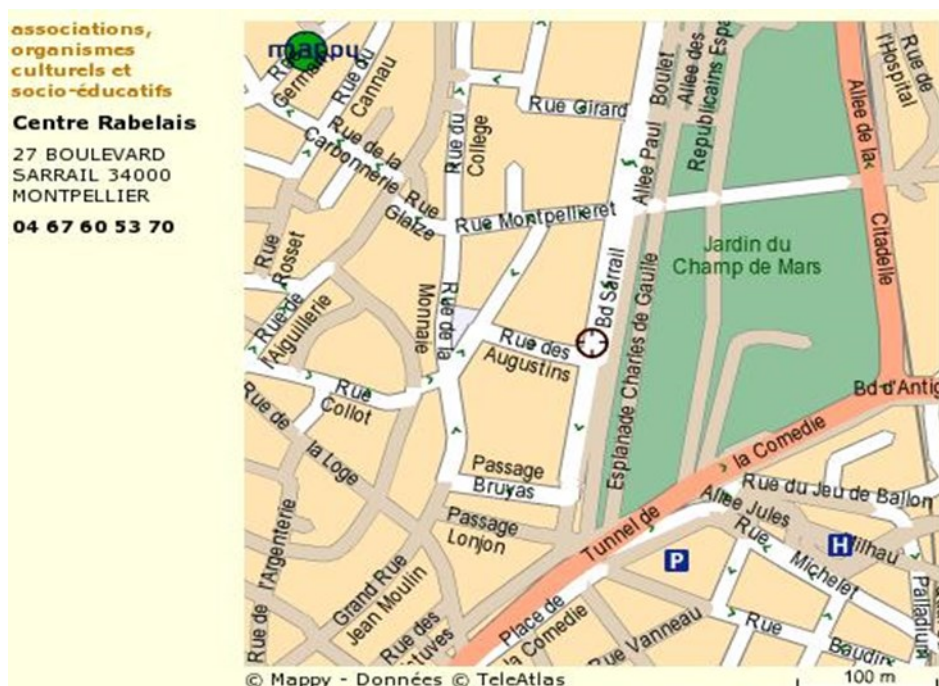 associations,
organismes
culturels et
socio-éducatifs
Centre Rabelais
27 BOULEVARD
SARRAIL 34000
MONTPELLIER
04 67 60 53 70
mappy
Rue
Germain
Rue du
Cannau
Rue de la
Carbonnerie
Rue
Glaize
Rue du
College
Rue Girard
Rue Montpellieret
Allee Paul Boulet
Allee des
Republicains Espa
Allee de la
Citadelle
Rue de
l'Hospital
Jardin du
Champ de Mars
Rue
Rosset
Rue de
l'Aiguillerie
Monnaie
Rue de la
Rue des
Augustins
Bd Sarrail
Esplanade Charles de Gaulle
Rue
Collot
Rue de
la Loge
Bd d'Antig
la Comedie
Tunnel de
Passage
Bruyas
Passage
Lonjon
Rue du Jeu de Ballon
Allee Jules
Milhau
Rue
Michelet
H
P
Rue de l'Argenterie
Grand Rue
Jean Moulin
Rue des
Place de
la Comedie
Rue Vanneau
Rue
Baudin
Palladium
© Mappy - Données © TeleAtlas
100 m